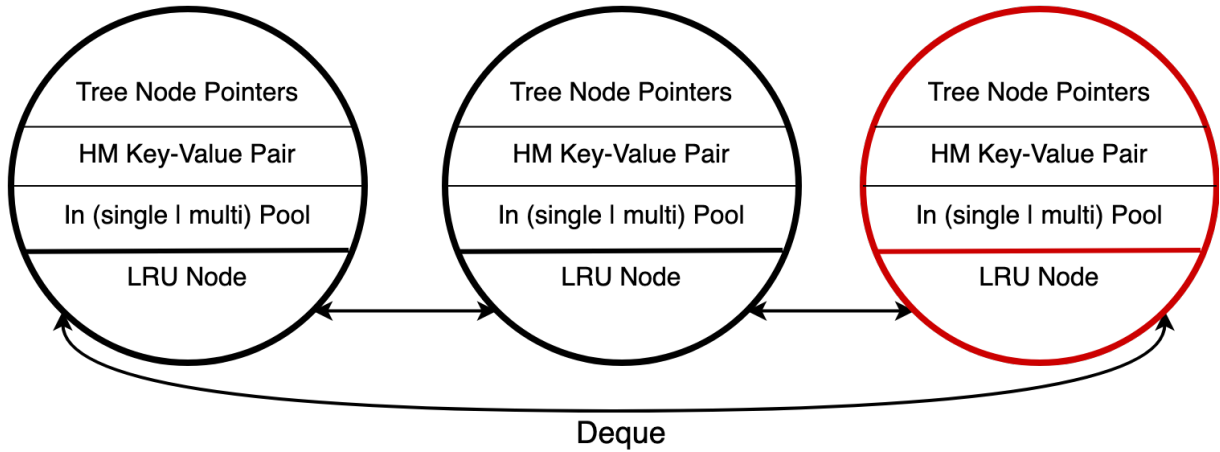 Tree Node Pointers
HM Key-Value Pair
In (single | multi) Pool
LRU Node
Tree Node Pointers
HM Key-Value Pair
In (single | multi) Pool
LRU Node
Tree Node Pointers
HM Key-Value Pair
In (single | multi) Pool
LRU Node
Deque